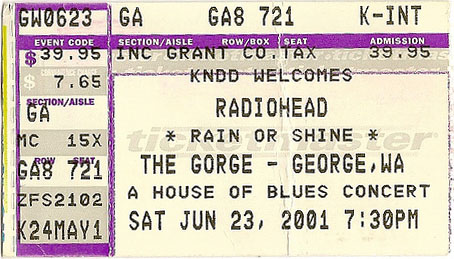 GW0623 GA GA8 721 K-INT
EVENT CODE SECTION/AISLE ROW/BOX SEAT ADMISSION
$ 39.95 INC GRANT CO.TAX 39.95
$ 7.65 KNDD WELCOMES
SECTION/AISLE
GA RADIOHEAD
MC 15X * RAIN OR SHINE *
ticketmaster
ROW SEAT
GA8 721 THE GORGE - GEORGE,WA
ZFS2102 A HOUSE OF BLUES CONCERT
K24MAY1 SAT JUN 23, 2001 7:30PM